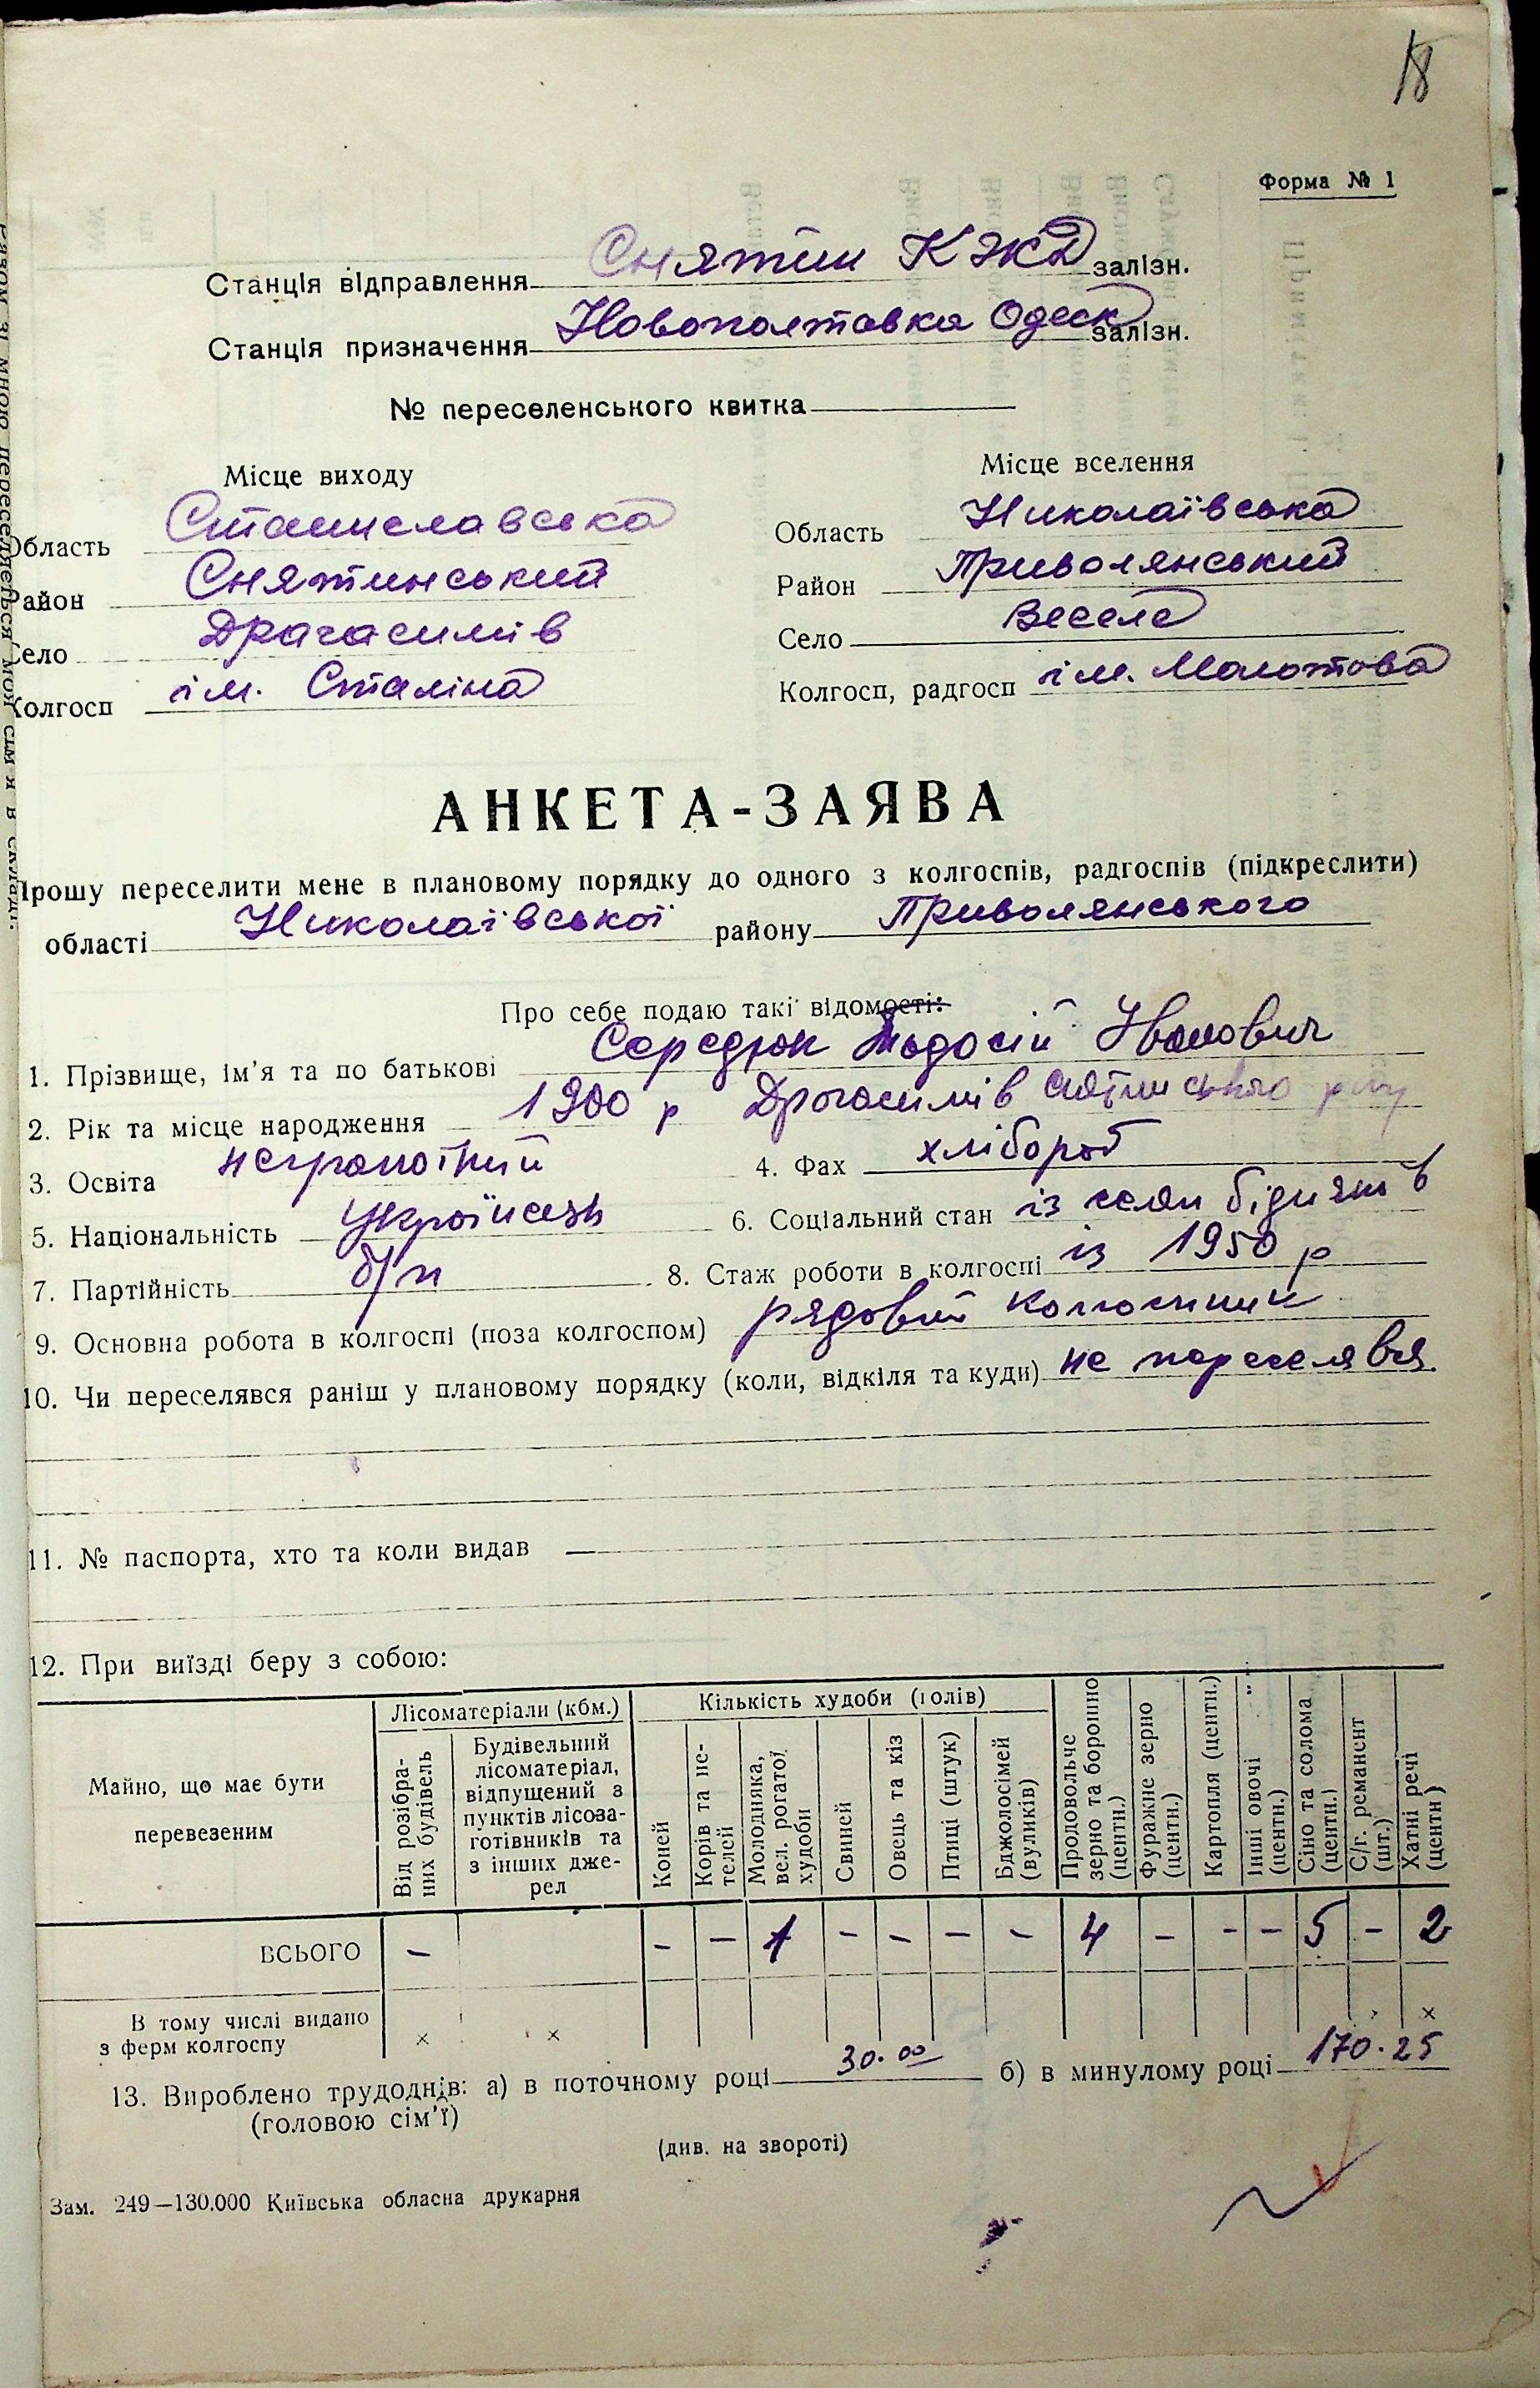 18
Форма № 1
Станція відправлення Снятин КЖД залізн.
Станція призначення Новополтавка Одеск залізн.
№ переселенського квитка
Місце виходу
Область Станиславська
Район Снятинський
Село Драгасимів
Колгосп ім. Сталіна
Місце вселення
Область Николаївська
Район Привольянський
Село Веселе
Колгосп, радгосп ім. Молотова
АНКЕТА-ЗАЯВА
Прошу переселити мене в плановому порядку до одного з колгоспів, радгоспів (підкреслити)
області Николаївської району Привольянського
Про себе подаю такі відомості:
1. Прізвище, ім'я та по батькові Середюк Тодосій Іванович
2. Рік та місце народження 1900 р Драгасимів Снятинського р-ну
3. Освіта неграмотний 4. Фах хлібороб
5. Національність Українець 6. Соціальний стан із селян бідняків
7. Партійність б/п 8. Стаж роботи в колгоспі із 1950 р
9. Основна робота в колгоспі (поза колгоспом) рядовий колгоспник
10. Чи переселявся раніш у плановому порядку (коли, відкіля та куди) не переселявся.
11. № паспорта, хто та коли видав —
12. При виїзді беру з собою:
Майно, що має бути перевезеним
Лісоматеріали (кбм.)
Від розібраних будівель
Будівельний лісоматеріал, відпущений з пунктів лісозаготівників та з інших джерел
Кількість худоби (голів)
Коней
Корів та нетелей
Молодняка, вел. рогатої худоби
Свиней
Овець та кіз
Птиці (штук)
Бджолосімей (вуликів)
Продовольче зерно та борошно (центн.)
Фуражне зерно (центн.)
Картопля (центн.)
Інші овочі (центн.)
Сіно та солома (центн.)
С/г. реманент (шт.)
Хатні речі (центн)
ВСЬОГО — — — 1 — — — — 4 — — — 5 — 2
В тому числі видано з ферм колгоспу × × ×
13. Вироблено трудоднів: а) в поточному році 30.00 б) в минулому році 170.25
(головою сім'ї)
(див. на звороті)
Зам. 249—130.000 Київська обласна друкарня
разом зі мною переселяється моя сім'я в складі: